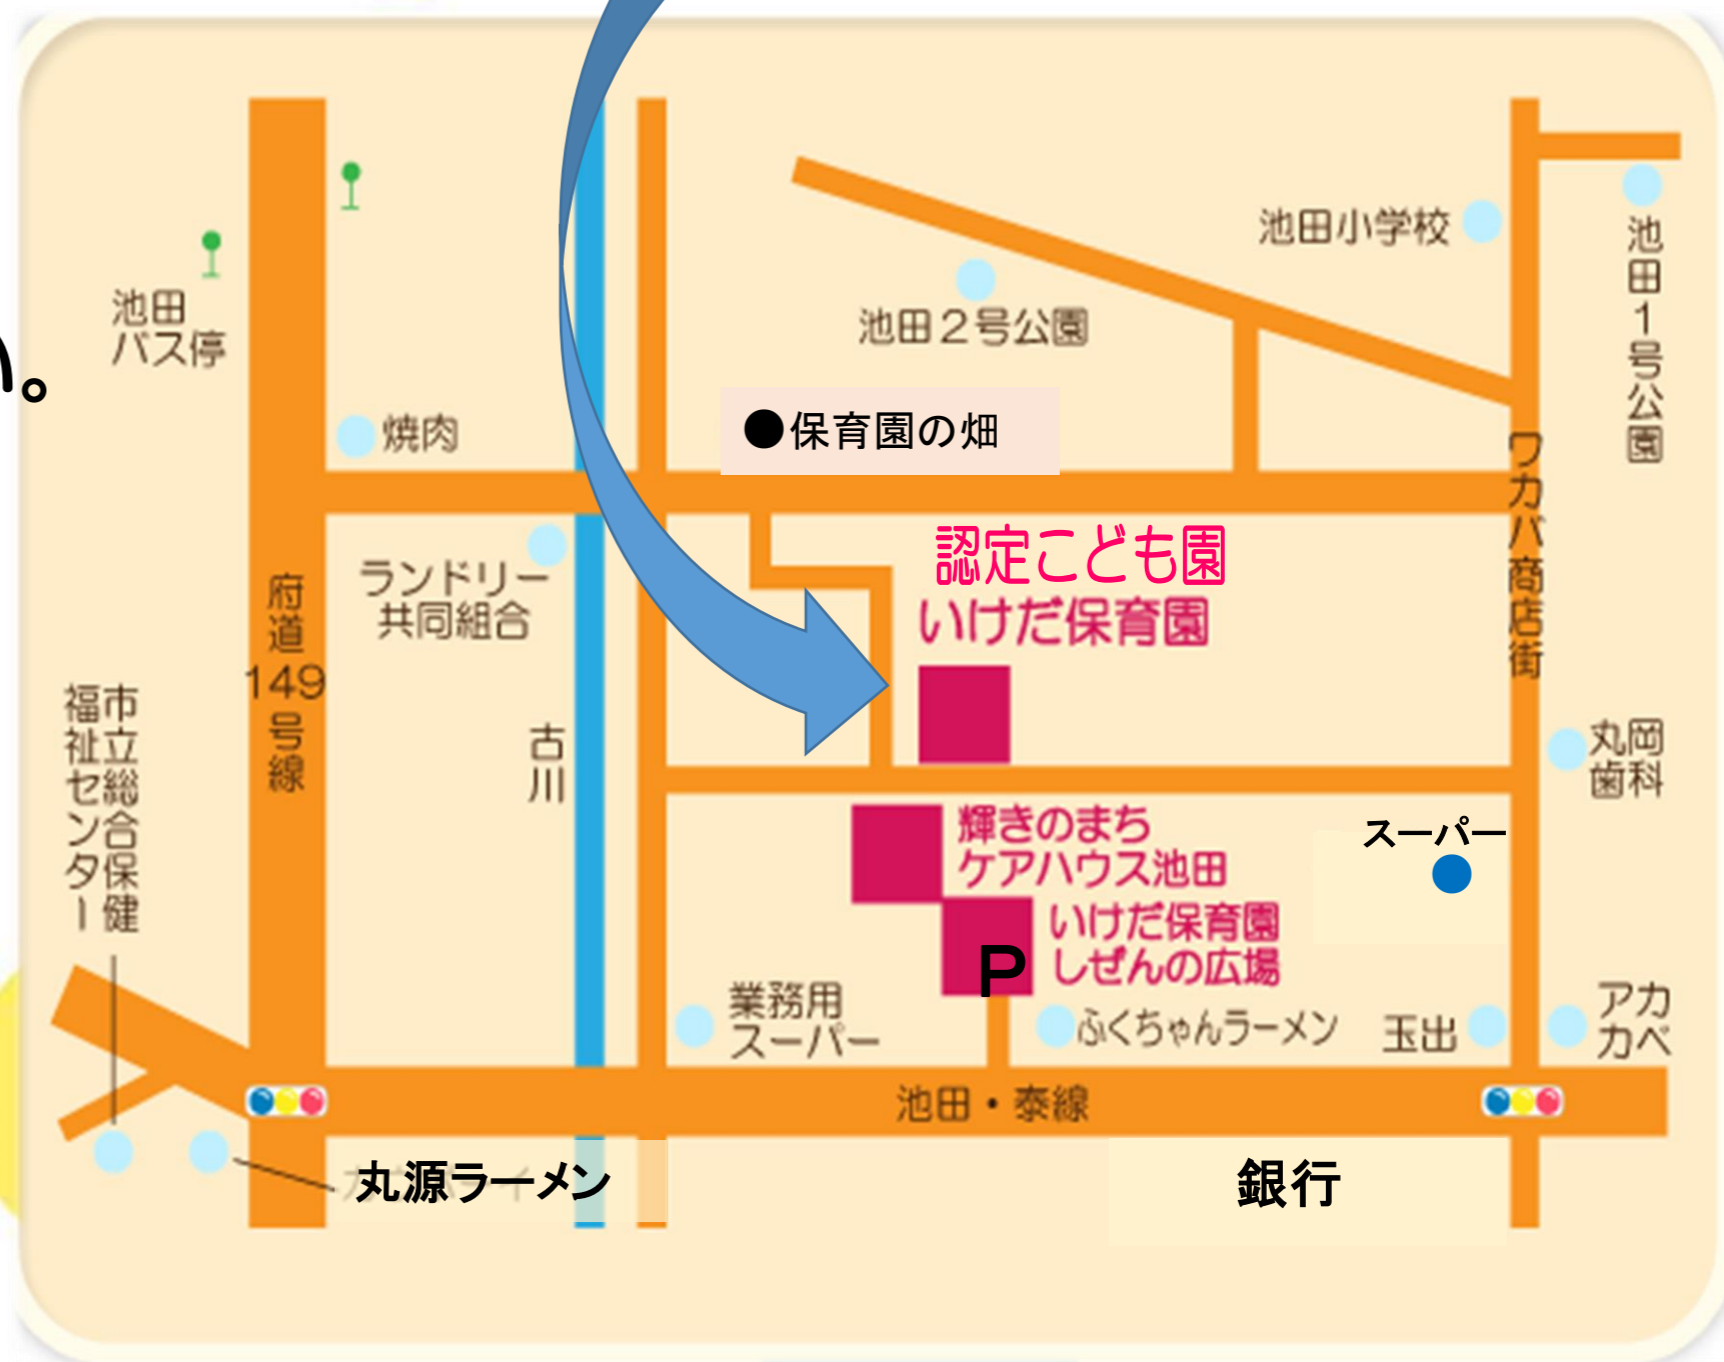 い。
池田
バス停
焼肉
池田小学校
池田1号公園
池田2号公園
●保育園の畑
ワカバ商店街
認定こども園
いけだ保育園
ランドリー
共同組合
府道
149
号線
古川
市立総合保健
福祉センター
丸岡
歯科
スーパー
輝きのまち
ケアハウス池田
いけだ保育園
しぜんの広場
P
業務用
スーパー
ふくちゃんラーメン
玉出
アカ
カベ
池田・泰線
丸源ラーメン
銀行